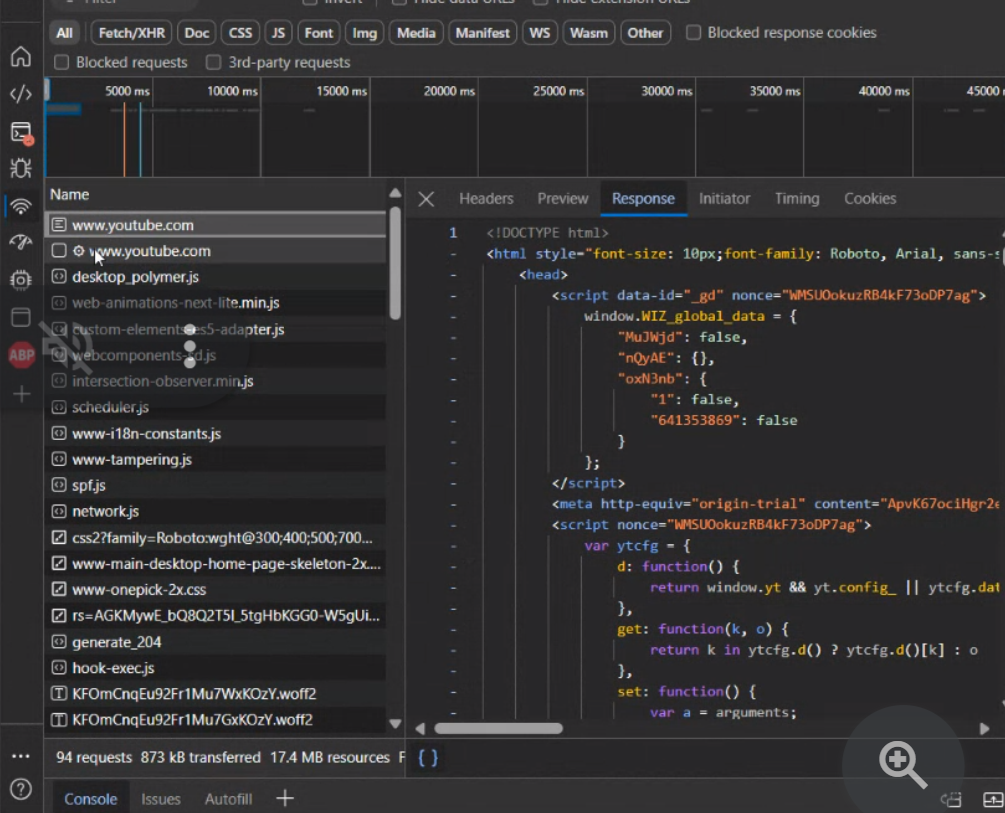 Filter
Invert
Hide data URLs
Hide extension URLs
All Fetch/XHR Doc CSS JS Font Img Media Manifest WS Wasm Other Blocked response cookies
Blocked requests 3rd-party requests
5000 ms 10000 ms 15000 ms 20000 ms 25000 ms 30000 ms 35000 ms 40000 ms 45000
Name
www.youtube.com
www.youtube.com
desktop_polymer.js
web-animations-next-lite.min.js
custom-elements-es5-adapter.js
ABP
intersection-observer.min.js
scheduler.js
www-i18n-constants.js
www-tampering.js
spf.js
network.js
css2?family=Roboto:wght@300;400;500;700...
www-main-desktop-home-page-skeleton-2x....
www-onepick-2x.css
rs=AGKMywE_bQ8Q2T5I_5tgHbKGG0-W5gUi...
generate_204
hook-exec.js
KFOmCnqEu92Fr1Mu7WxKOzY.woff2
KFOmCnqEu92Fr1Mu7GxKOzY.woff2
94 requests 873 kB transferred 17.4 MB resources F
Headers Preview Response Initiator Timing Cookies
1 <!DOCTYPE html>
- <html style="font-size: 10px;font-family: Roboto, Arial, sans-s
- <head>
- <script data-id="_gd" nonce="WMSUOokuzRB4kF73oDP7ag">
- window.WIZ_global_data = {
- "MuJWjd": false,
- "nQyAE": {},
- "oxN3nb": {
- "1": false,
- "641353869": false
- }
- };
- </script>
- <meta http-equiv="origin-trial" content="ApvK67ociHgr2e
- <script nonce="WMSUOokuzRB4kF73oDP7ag">
- var ytcfg = {
- d: function() {
- return window.yt && yt.config_ || ytcfg.dat
- },
- get: function(k, o) {
- return k in ytcfg.d() ? ytcfg.d()[k] : o
- },
- set: function() {
- var a = arguments;
{ }
Console Issues Autofill